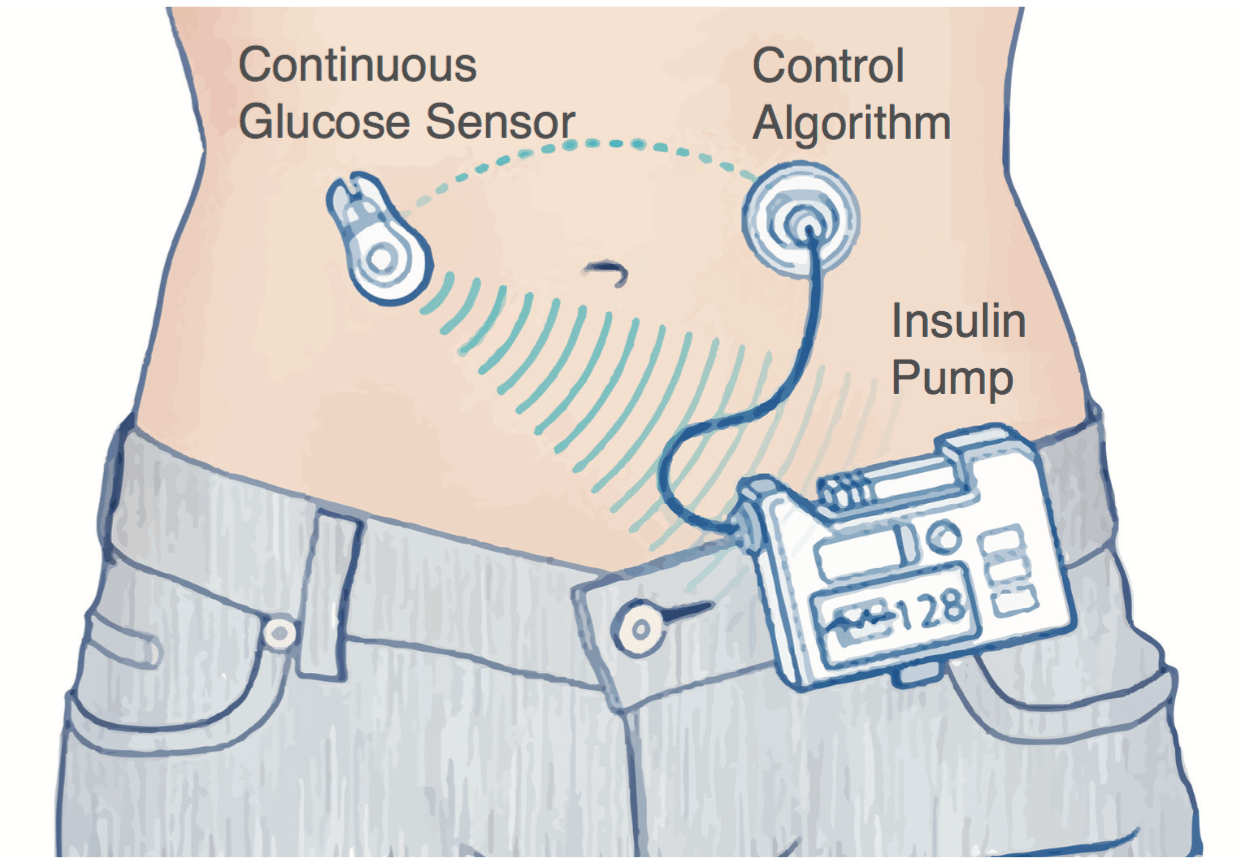 Continuous
Glucose Sensor
Control
Algorithm
Insulin
Pump
128